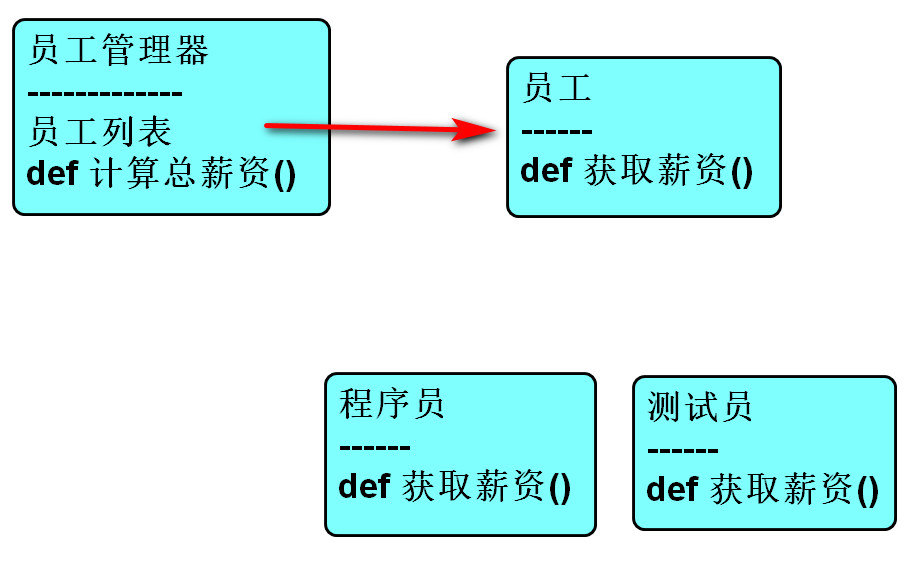 员工管理器
-------------
员工列表
def 计算总薪资()
员工
------
def 获取薪资()
程序员
------
def 获取薪资()
测试员
------
def 获取薪资()